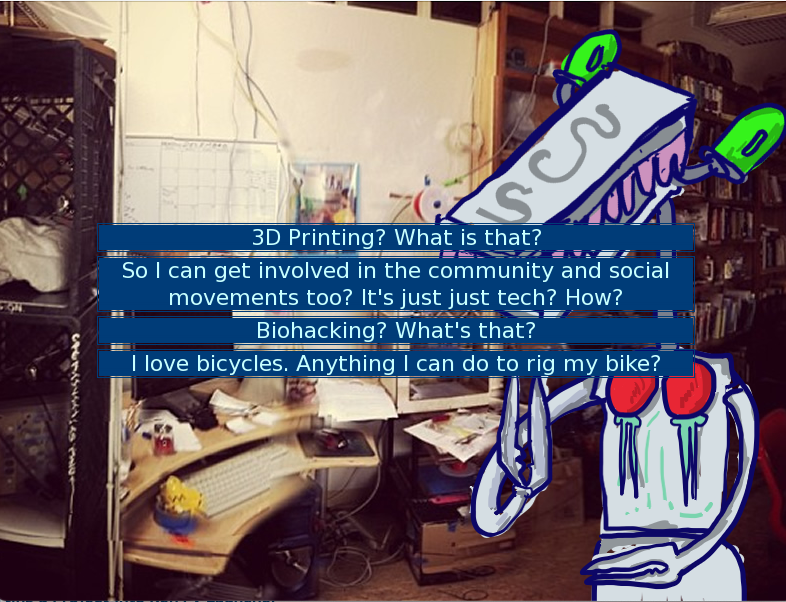 3D Printing? What is that?
So I can get involved in the community and social
movements too? It's just just tech? How?
Biohacking? What's that?
I love bicycles. Anything I can do to rig my bike?